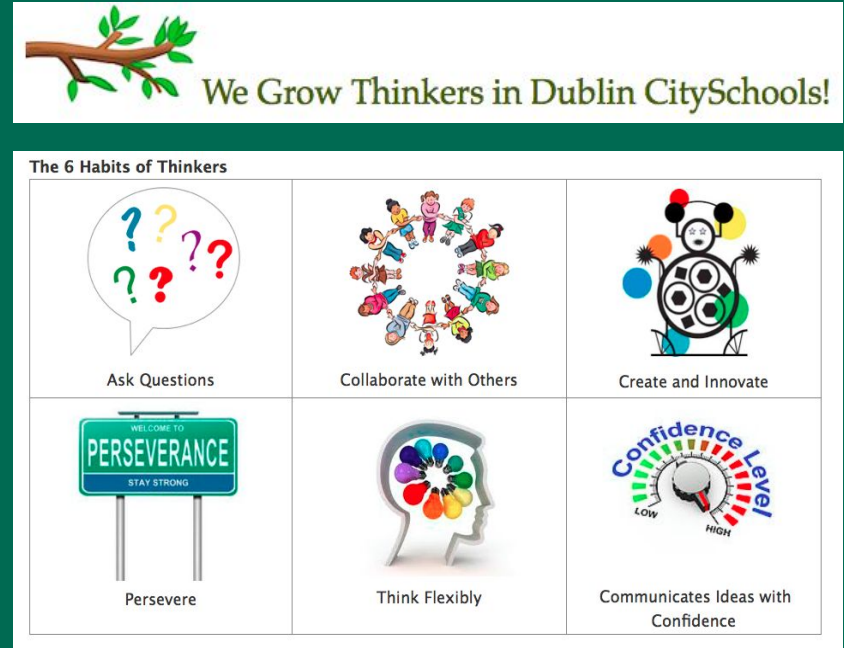 We Grow Thinkers in Dublin CitySchools!
The 6 Habits of Thinkers
? ? ? ? ? ?
Ask Questions
Collaborate with Others
Create and Innovate
WELCOME TO
PERSEVERANCE
STAY STRONG
Persevere
Think Flexibly
Confidence Level
LOW
HIGH
Communicates Ideas with
Confidence